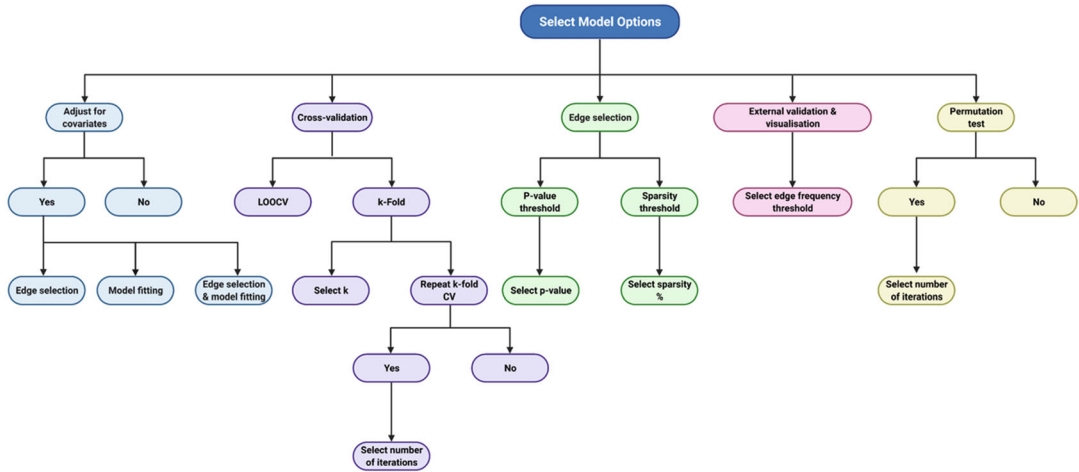 Select Model Options
Adjust for
covariates
Cross-validation
Edge selection
External validation &
visualisation
Permutation
test
Yes
No
LOOCV
k-Fold
P-value
threshold
Sparsity
threshold
Select edge frequency
threshold
Yes
No
Edge selection
Model fitting
Edge selection
& model fitting
Select k
Repeat k-fold
CV
Select p-value
Select sparsity
%
Select number
of iterations
Yes
No
Select number
of iterations